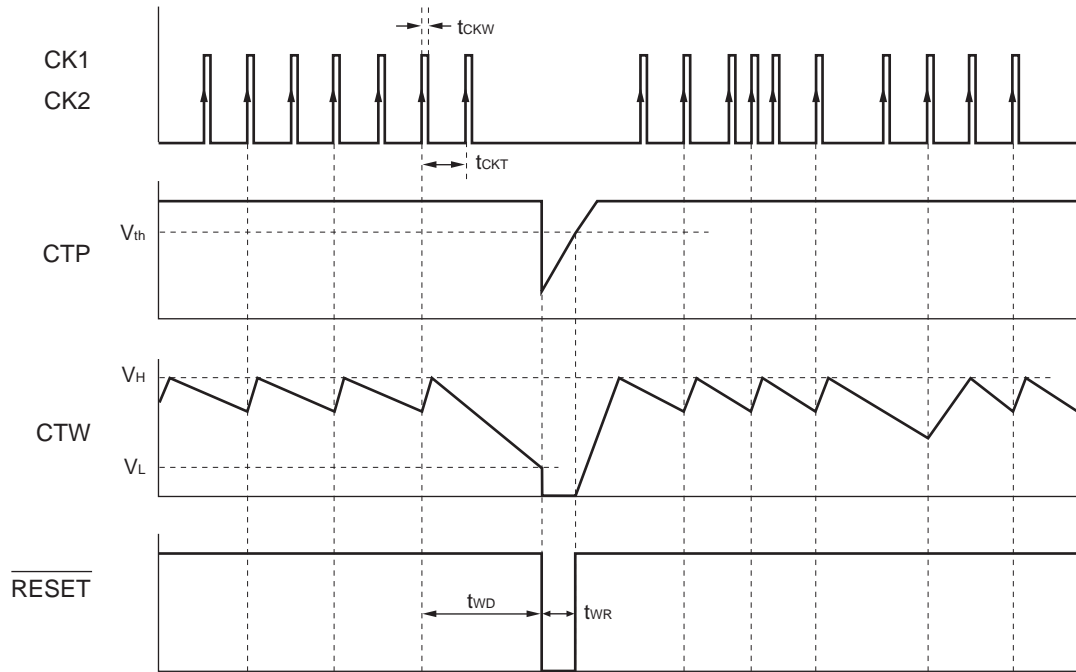 tCKW
CK1
CK2
tCKT
Vth
CTP
VH
CTW
VL
RESET
tWD
tWR